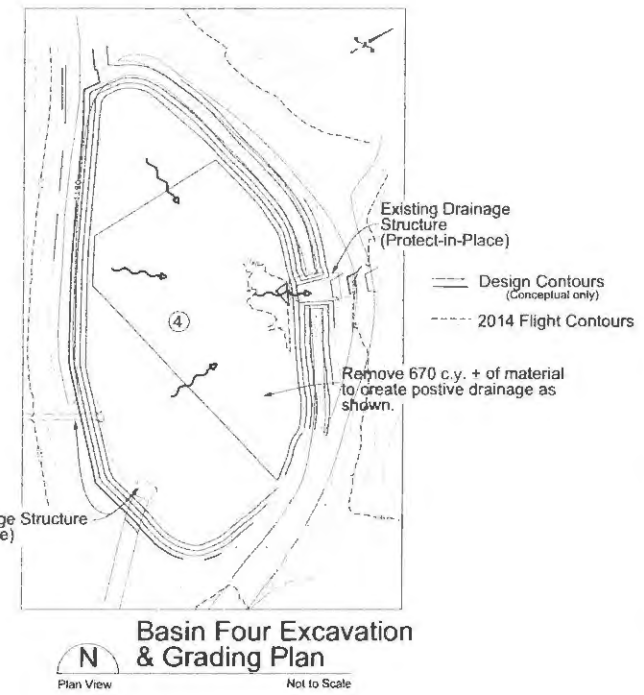 Existing Drainage
Structure
(Protect-in-Place)
Design Contours
(Conceptual only)
2014 Flight Contours
4
Remove 670 c.y. + of material
to create postive drainage as
shown.
ge Structure
e)
Basin Four Excavation
& Grading Plan
N
Plan View
Not to Scale